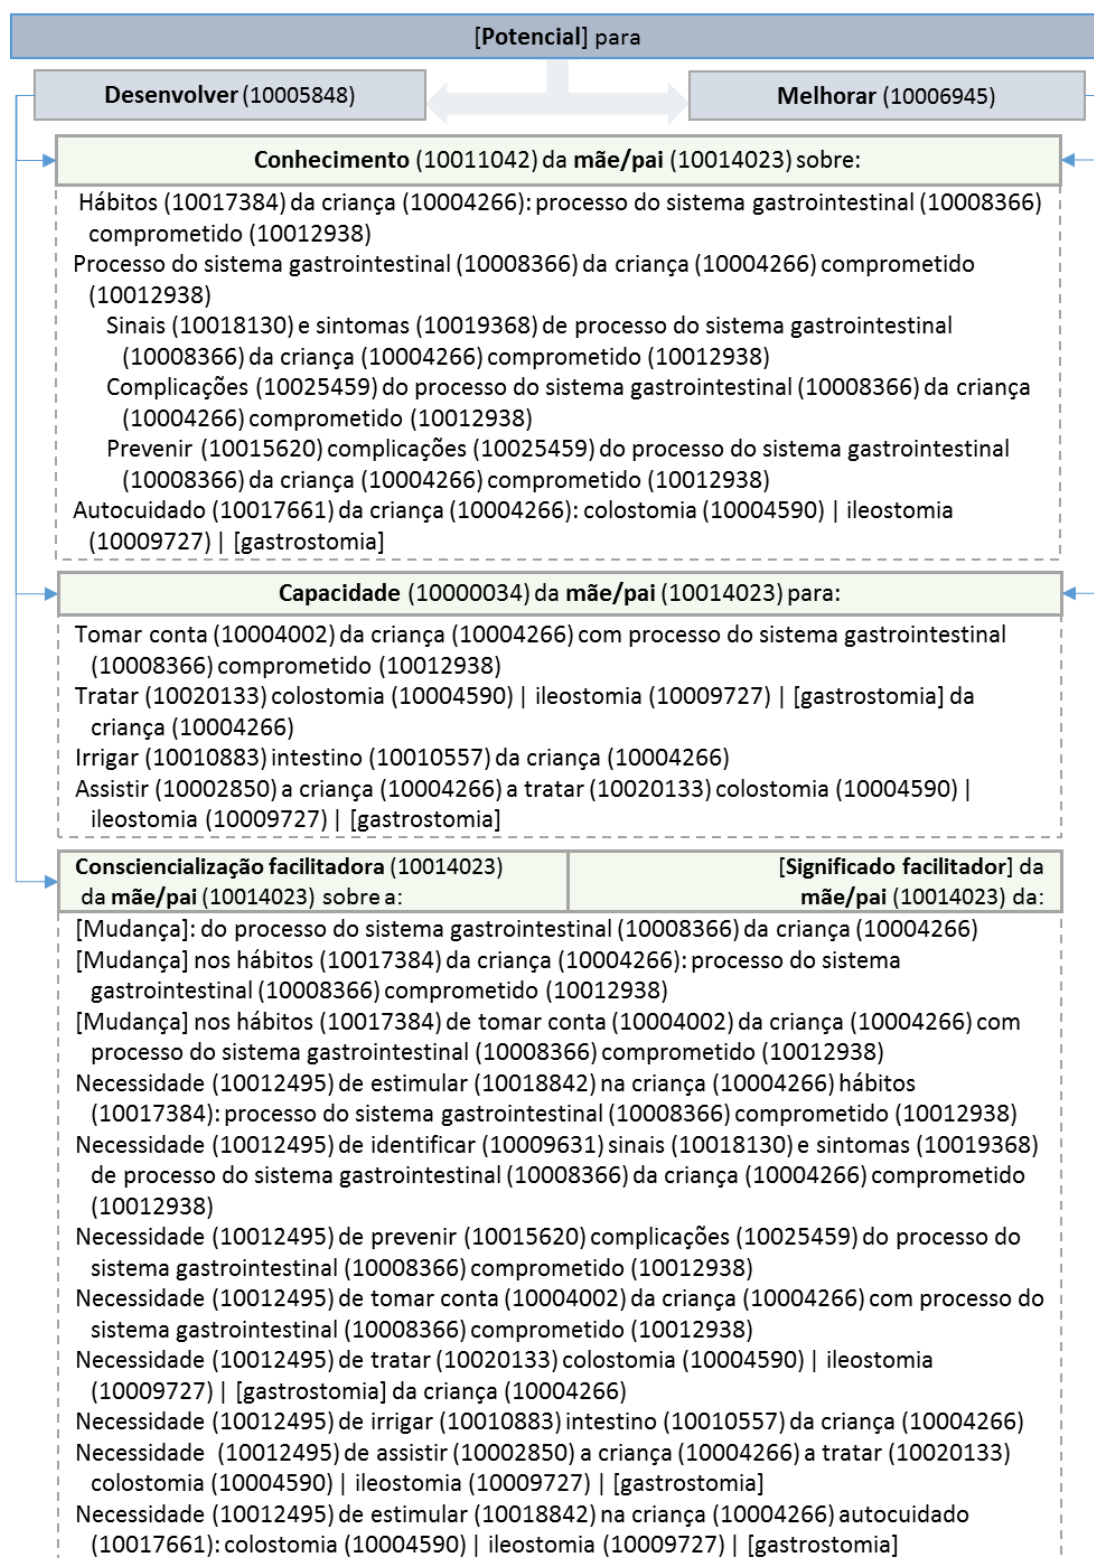 [Potencial] para
Desenvolver (10005848)
Melhorar (10006945)
Conhecimento (10011042) da mãe/pai (10014023) sobre:
Hábitos (10017384) da criança (10004266): processo do sistema gastrointestinal (10008366)
comprometido (10012938)
Processo do sistema gastrointestinal (10008366) da criança (10004266) comprometido
(10012938)
Sinais (10018130) e sintomas (10019368) de processo do sistema gastrointestinal
(10008366) da criança (10004266) comprometido (10012938)
Complicações (10025459) do processo do sistema gastrointestinal (10008366) da criança
(10004266) comprometido (10012938)
Prevenir (10015620) complicações (10025459) do processo do sistema gastrointestinal
(10008366) da criança (10004266) comprometido (10012938)
Autocuidado (10017661) da criança (10004266): colostomia (10004590) | ileostomia
(10009727) | [gastrostomia]
Capacidade (10000034) da mãe/pai (10014023) para:
Tomar conta (10004002) da criança (10004266) com processo do sistema gastrointestinal
(10008366) comprometido (10012938)
Tratar (10020133) colostomia (10004590) | ileostomia (10009727) | [gastrostomia] da
criança (10004266)
Irrigar (10010883) intestino (10010557) da criança (10004266)
Assistir (10002850) a criança (10004266) a tratar (10020133) colostomia (10004590) |
ileostomia (10009727) | [gastrostomia]
Consciencialização facilitadora (10014023)
da mãe/pai (10014023) sobre a:
[Significado facilitador] da
mãe/pai (10014023) da:
[Mudança]: do processo do sistema gastrointestinal (10008366) da criança (10004266)
[Mudança] nos hábitos (10017384) da criança (10004266): processo do sistema
gastrointestinal (10008366) comprometido (10012938)
[Mudança] nos hábitos (10017384) de tomar conta (10004002) da criança (10004266) com
processo do sistema gastrointestinal (10008366) comprometido (10012938)
Necessidade (10012495) de estimular (10018842) na criança (10004266) hábitos
(10017384): processo do sistema gastrointestinal (10008366) comprometido (10012938)
Necessidade (10012495) de identificar (10009631) sinais (10018130) e sintomas (10019368)
de processo do sistema gastrointestinal (10008366) da criança (10004266) comprometido
(10012938)
Necessidade (10012495) de prevenir (10015620) complicações (10025459) do processo do
sistema gastrointestinal (10008366) comprometido (10012938)
Necessidade (10012495) de tomar conta (10004002) da criança (10004266) com processo do
sistema gastrointestinal (10008366) comprometido (10012938)
Necessidade (10012495) de tratar (10020133) colostomia (10004590) | ileostomia
(10009727) | [gastrostomia] da criança (10004266)
Necessidade (10012495) de irrigar (10010883) intestino (10010557) da criança (10004266)
Necessidade (10012495) de assistir (10002850) a criança (10004266) a tratar (10020133)
colostomia (10004590) | ileostomia (10009727) | [gastrostomia]
Necessidade (10012495) de estimular (10018842) na criança (10004266) autocuidado
(10017661): colostomia (10004590) | ileostomia (10009727) | [gastrostomia]